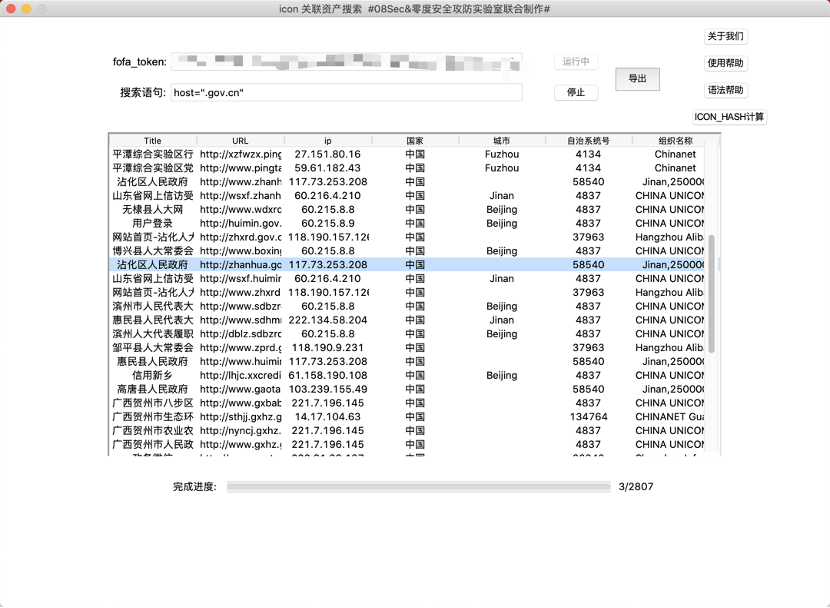 icon 关联资产搜索 #08Sec&零度安全攻防实验室联合制作#
关于我们
fofa_token: 运行中 使用帮助
导出
搜索语句: host=".gov.cn" 停止 语法帮助
ICON_HASH计算
Title URL ip 国家 城市 自治系统号 组织名称
平潭综合实验区行 http://xzfwzx.ping 27.151.80.16 中国 Fuzhou 4134 Chinanet
平潭综合实验区党 http://www.pingta 59.61.182.43 中国 Fuzhou 4134 Chinanet
沾化区人民政府 http://www.zhanh 117.73.253.208 中国 58540 Jinan,250000
山东省网上信访受 http://wsxf.zhanh 60.216.4.210 中国 Jinan 4837 CHINA UNICOM
无棣县人大网 http://www.wdxrc 60.215.8.8 中国 Beijing 4837 CHINA UNICOM
用户登录 http://huimin.gov. 60.215.8.9 中国 Beijing 4837 CHINA UNICOM
网站首页-沾化人大 http://zhxrd.gov.c 118.190.157.126 中国 37963 Hangzhou Alib
博兴县人大常委会 http://www.boxing 60.215.8.8 中国 Beijing 4837 CHINA UNICOM
沾化区人民政府 http://zhanhua.gc 117.73.253.208 中国 58540 Jinan,250000
山东省网上信访受 http://wsxf.huimir 60.216.4.210 中国 Jinan 4837 CHINA UNICOM
网站首页-沾化人大 http://www.zhxrd 118.190.157.126 中国 37963 Hangzhou Alib
滨州市人民代表大 http://www.sdbzr 60.215.8.8 中国 Beijing 4837 CHINA UNICOM
惠民县人民代表大 http://www.sdhm 222.134.58.204 中国 Jinan 4837 CHINA UNICOM
滨州人大代表履职 http://dblz.sdbzrc 60.215.8.8 中国 Beijing 4837 CHINA UNICOM
邹平县人大常委会 http://www.zprd.g 118.190.9.231 中国 37963 Hangzhou Alib
惠民县人民政府 http://www.huimi 117.73.253.208 中国 58540 Jinan,250000
信用新乡 http://lhjc.xxcredi 61.158.190.108 中国 Beijing 4837 CHINA UNICOM
高唐县人民政府 http://www.gaota 103.239.155.49 中国 58540 Jinan,250000
广西贺州市八步区 http://www.gxbab 221.7.196.145 中国 4837 CHINA UNICOM
广西贺州市生态环 http://sthjj.gxhz.g 14.17.104.63 中国 134764 CHINANET Gua
广西贺州市农业农 http://nyncj.gxhz. 221.7.196.145 中国 4837 CHINA UNICOM
广西贺州市人民政 http://www.gxhz.g 221.7.196.145 中国 4837 CHINA UNICOM
完成进度: 3/2807